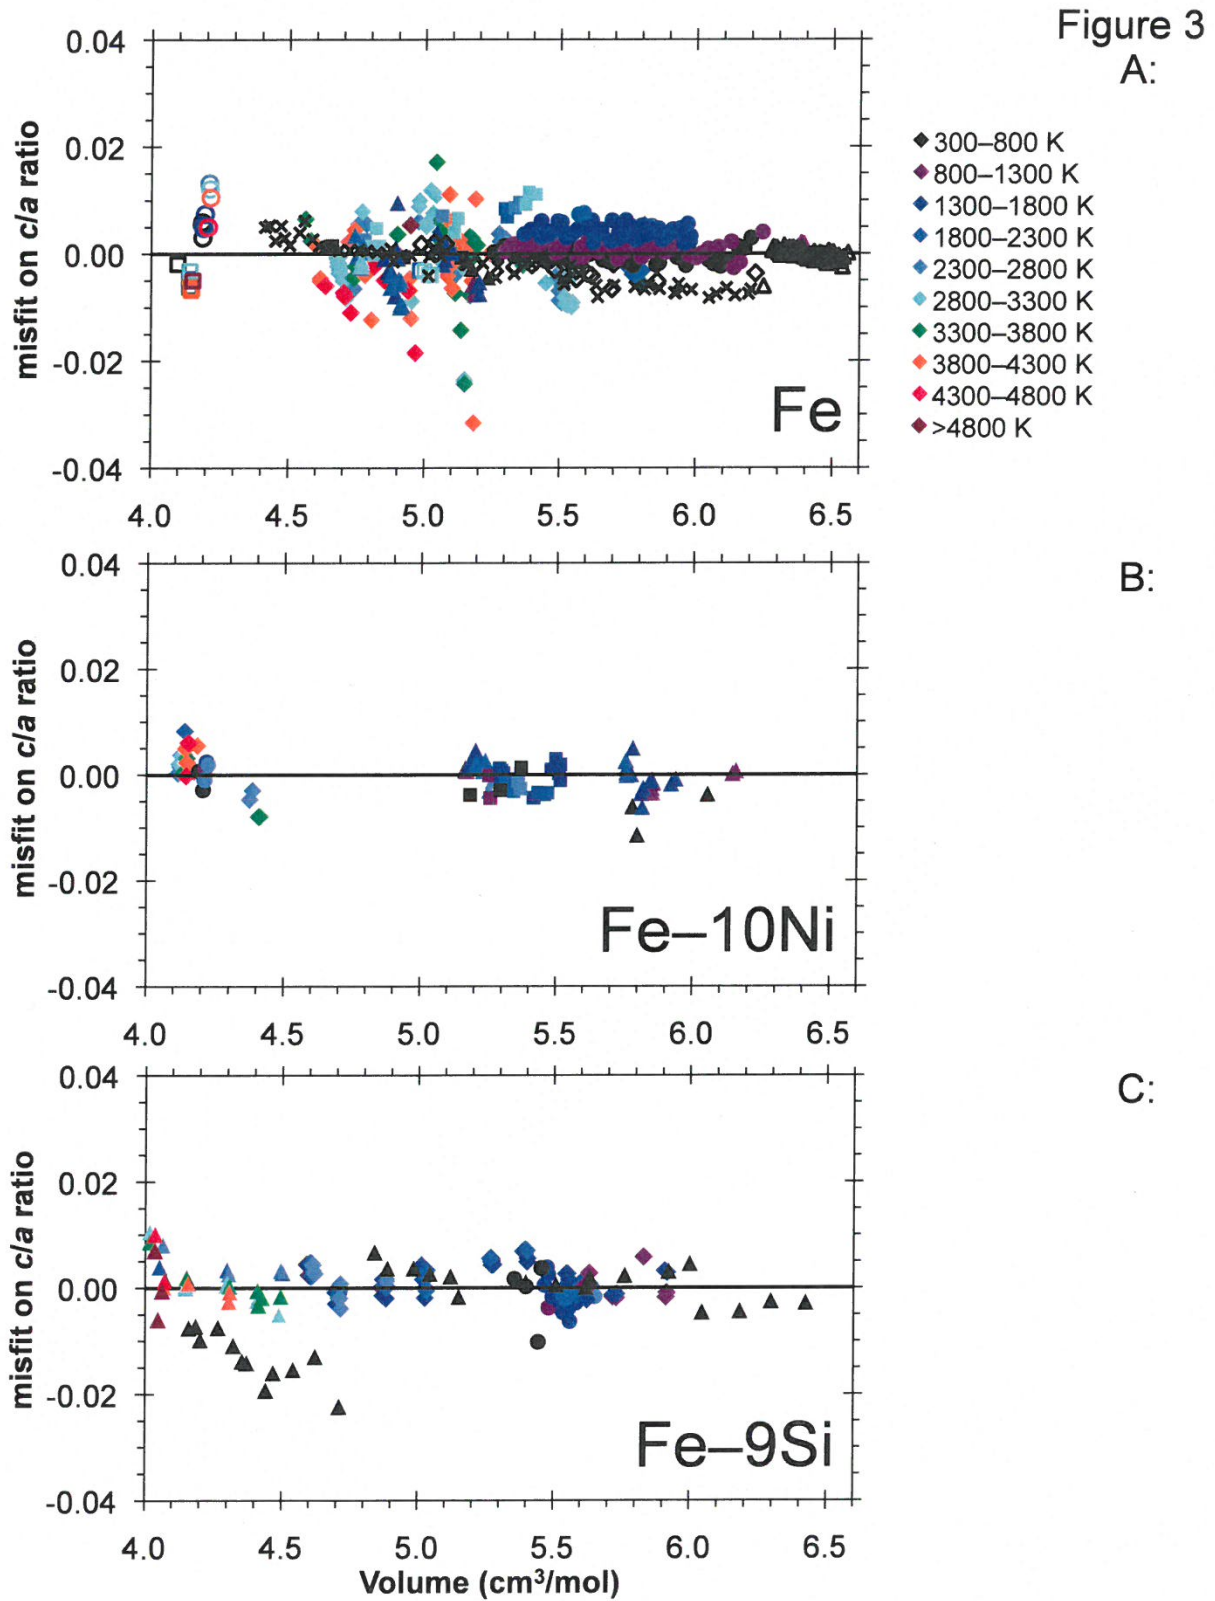 Figure 3
A:
0.04
0.02
0.00
-0.02
-0.04
misfit on c/a ratio
300–800 K
800–1300 K
1300–1800 K
1800–2300 K
2300–2800 K
2800–3300 K
3300–3800 K
3800–4300 K
4300–4800 K
>4800 K
Fe
4.0 4.5 5.0 5.5 6.0 6.5
B:
0.04
0.02
0.00
-0.02
-0.04
misfit on c/a ratio
Fe–10Ni
4.0 4.5 5.0 5.5 6.0 6.5
C:
0.04
0.02
0.00
-0.02
-0.04
misfit on c/a ratio
Fe–9Si
4.0 4.5 5.0 5.5 6.0 6.5
Volume (cm³/mol)